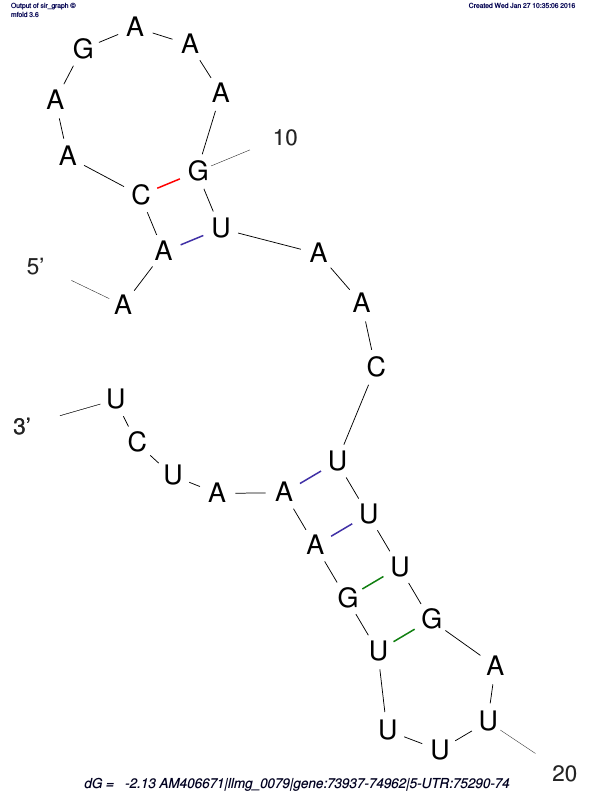 Output of sir_graph © Created Wed Jan 27 10:35:06 2016
mfold 3.6
A
G A
A A
A
10
G
C
U
A A
5'
A A
C
U
3'
C U
U A A
U
A
U
G
G
U
A
U
U
U
20
dG = -2.13 AM406671|llmg_0079|gene:73937-74962|5-UTR:75290-74